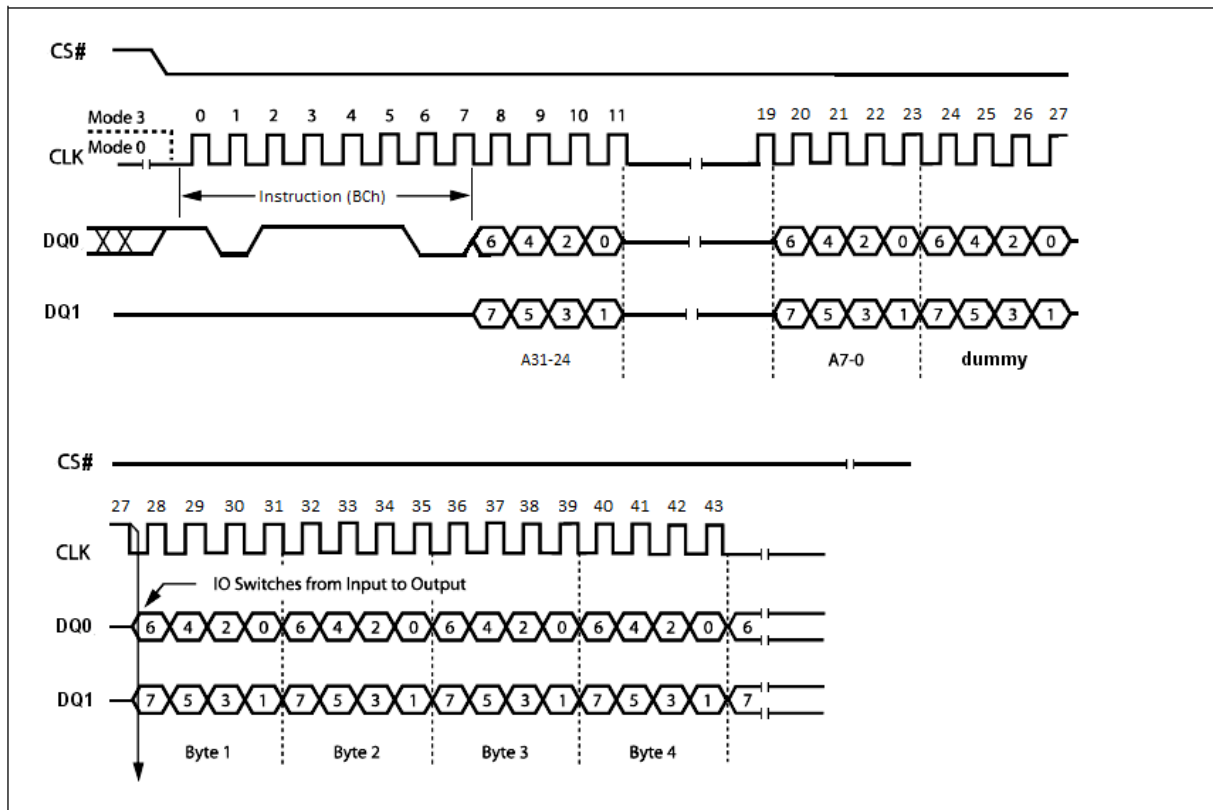 CS#
Mode 3
0 1 2 3 4 5 6 7 8 9 10 11 19 20 21 22 23 24 25 26 27
Mode 0
CLK
Instruction (BCh)
DQ0 6 4 2 0 6 4 2 0 6 4 2 0
DQ1 7 5 3 1 7 5 3 1 7 5 3 1
A31-24 A7-0 dummy
CS#
27 28 29 30 31 32 33 34 35 36 37 38 39 40 41 42 43
CLK
IO Switches from Input to Output
DQ0 6 4 2 0 6 4 2 0 6 4 2 0 6 4 2 0 6
DQ1 7 5 3 1 7 5 3 1 7 5 3 1 7 5 3 1 7
Byte 1 Byte 2 Byte 3 Byte 4